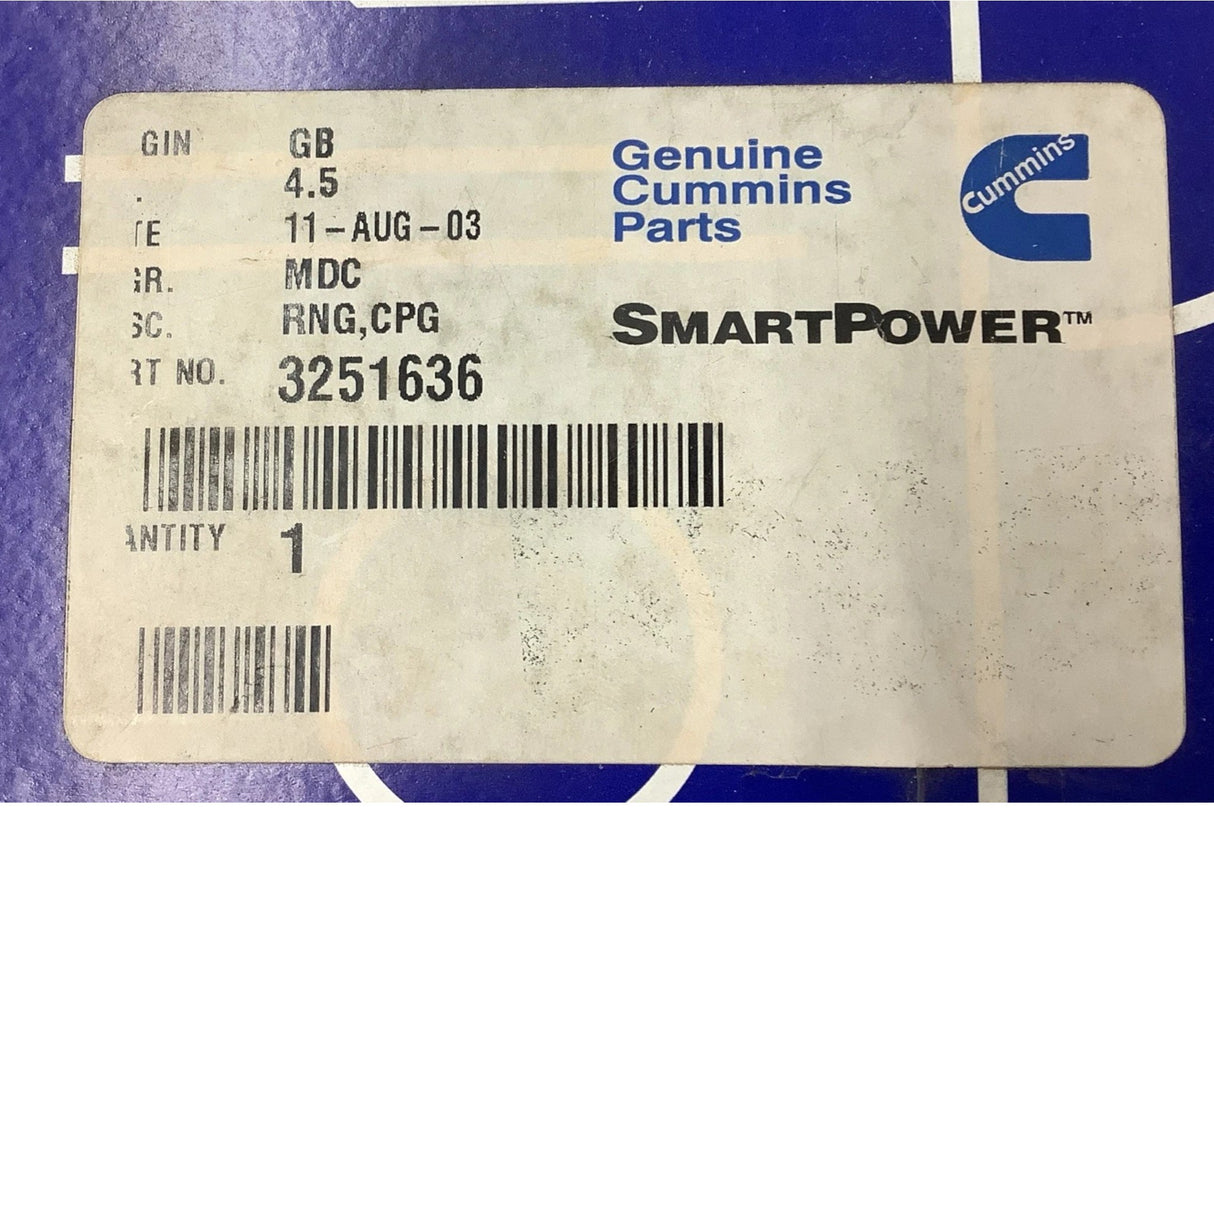 GIN GB
. 4.5
TE 11-AUG-03
GR. MDC
SC. RNG,CPG
RT NO. 3251636
ANTITY 1
Genuine
Cummins
Parts
Cummins
SMARTPOWER™